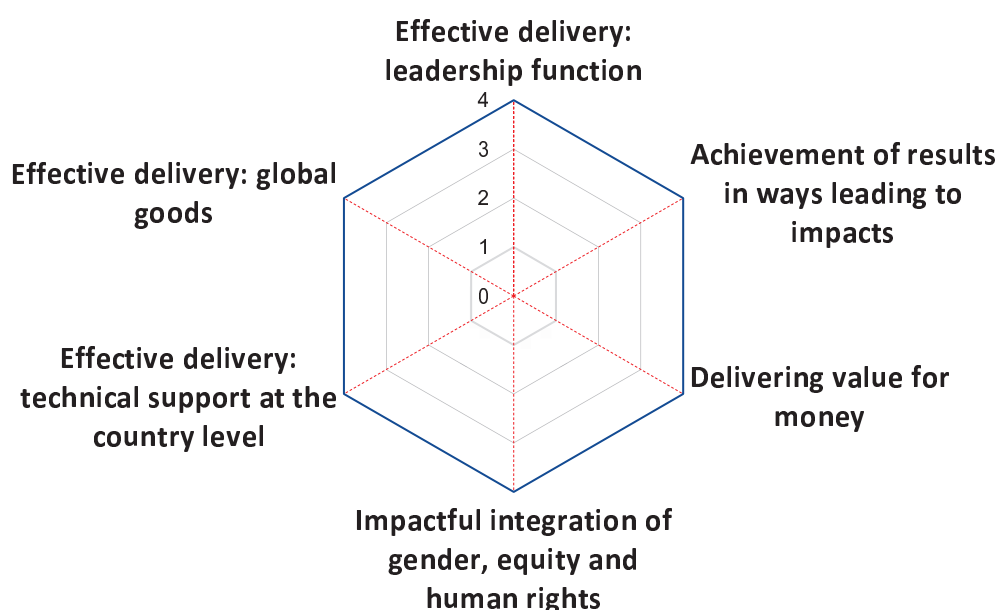 Effective delivery:
leadership function
4
3
2
1
0
Achievement of results
in ways leading to
impacts
Delivering value for
money
Impactful integration of
gender, equity and
human rights
Effective delivery:
technical support at the
country level
Effective delivery: global
goods